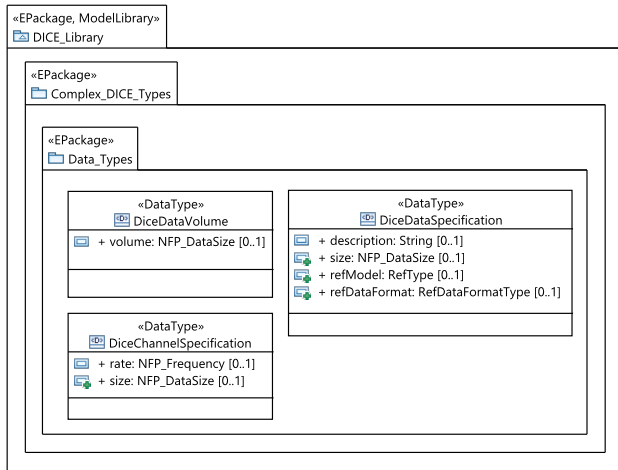 «EPackage, ModelLibrary»
DICE_Library
«EPackage»
Complex_DICE_Types
«EPackage»
Data_Types
«DataType»
DiceDataVolume
+ volume: NFP_DataSize [0..1]
«DataType»
DiceDataSpecification
+ description: String [0..1]
+ size: NFP_DataSize [0..1]
+ refModel: RefType [0..1]
+ refDataFormat: RefDataFormatType [0..1]
«DataType»
DiceChannelSpecification
+ rate: NFP_Frequency [0..1]
+ size: NFP_DataSize [0..1]